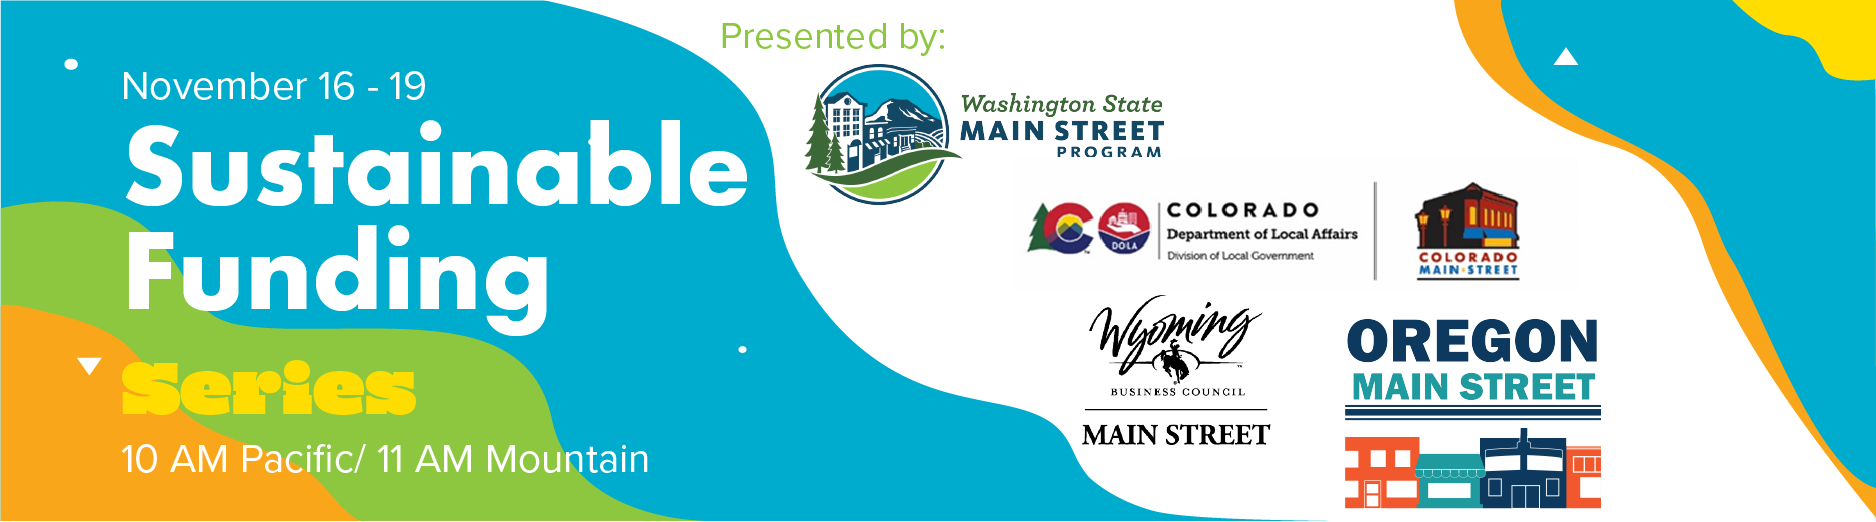 November 16 - 19
Sustainable
Funding
Series
10 AM Pacific/ 11 AM Mountain
Presented by:
Washington State
MAIN STREET
PROGRAM
DOLA
COLORADO
Department of Local Affairs
Division of Local Government
COLORADO
MAIN STREET
Wyoming
BUSINESS COUNCIL
MAIN STREET
OREGON
MAIN STREET